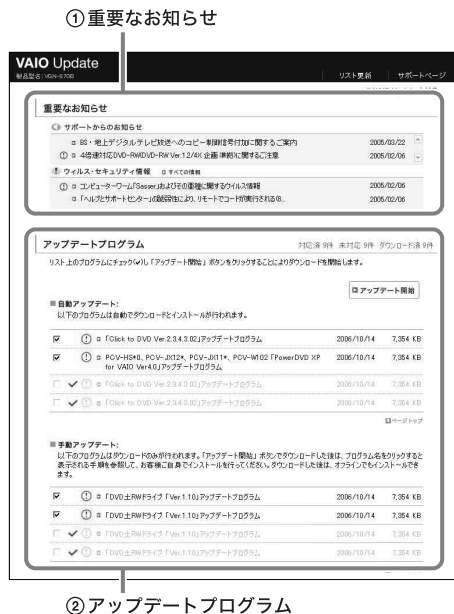 ①重要なお知らせ
VAIO Update
製品型名：VGN-S70B
リスト更新 サポートページ
重要なお知らせ
サポートからのお知らせ
BS・地上デジタルテレビ放送へのコピー制御信号付加に関するご案内 2005/03/22
4倍速対応DVD-RW(DVD-RW Ver.1.2/4X 企画準拠)に関するご注意 2005/02/06
ウィルス・セキュリティ情報 すべての情報
コンピューターワーム「Sasser」およびその亜種に関するウイルス情報 2005/02/06
「ヘルプとサポートセンター」の脆弱性により、リモートでコードが実行される(8.. 2005/02/06
アップデートプログラム 対応済 9件 未対応 9件 ダウンロード済 9件
リスト上のプログラムにチェック(✔)し「アップデート開始」ボタンをクリックすることによりダウンロードを開始します。
アップデート開始
■自動アップデート：
以下のプログラムは自動でダウンロードとインストールが行われます。
「Click to DVD Ver.2.3.4.3.02」アップデートプログラム 2006/10/14 7,354 KB
PCV-HS*0、PCV-JX12*、PCV-JX11*、PCV-W102「PowerDVD XP 2006/10/14 7,354 KB
for VAIO Ver4.0」アップデートプログラム
「Click to DVD Ver.2.3.4.3.02」アップデートプログラム 2006/10/14 7,354 KB
「Click to DVD Ver.2.3.4.3.02」アップデートプログラム 2006/10/14 7,354 KB
ページトップ
■手動アップデート：
以下のプログラムはダウンロードのみが行われます。「アップデート開始」ボタンでダウンロードした後は、プログラム名をクリックすると
表示される手順を参照して、お客様ご自身でインストールを行ってください。ダウンロードした後は、オフラインでもインストールでき
ます。
「DVD±RWドライブ「Ver.1.10」アップデートプログラム 2006/10/14 7,354 KB
「DVD±RWドライブ「Ver.1.10」アップデートプログラム 2006/10/14 7,354 KB
「DVD±RWドライブ「Ver.1.10」アップデートプログラム 2006/10/14 7,354 KB
「DVD±RWドライブ「Ver.1.10」アップデートプログラム 2006/10/14 7,354 KB
②アップデートプログラム